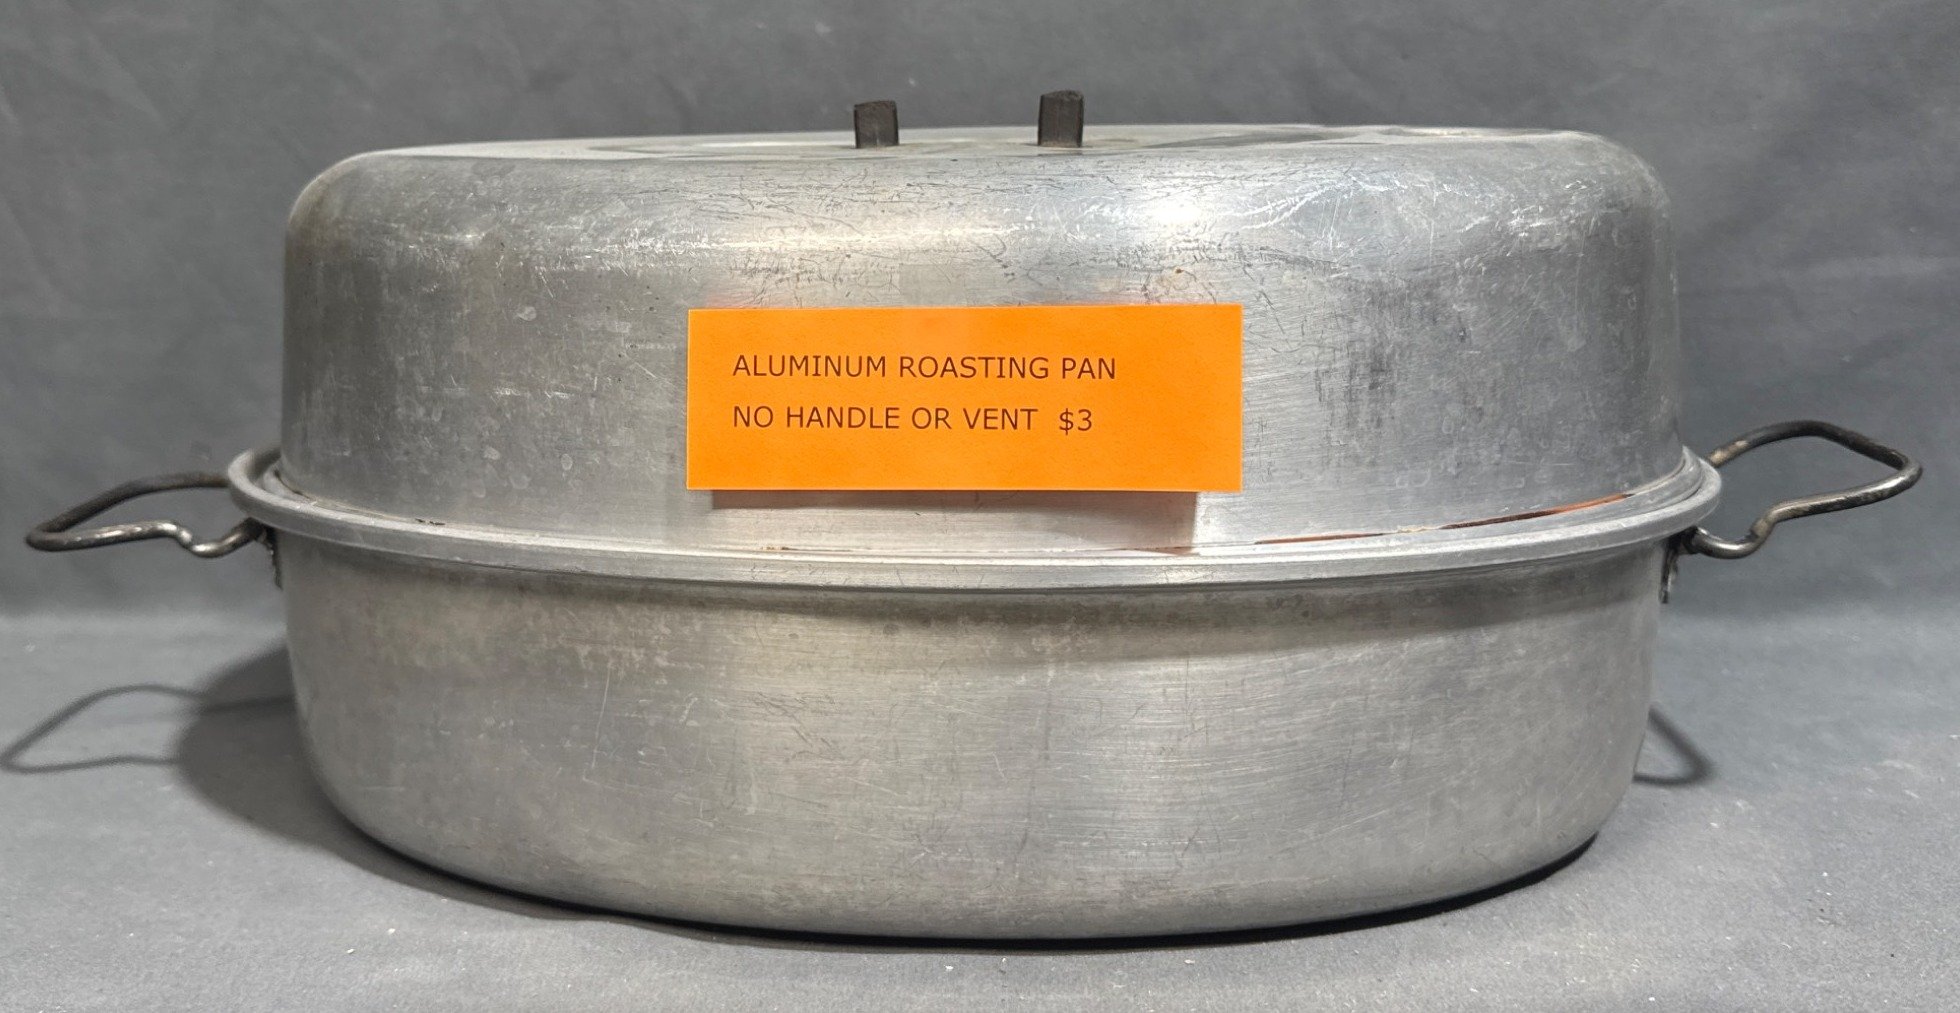 ALUMINUM ROASTING PAN
NO HANDLE OR VENT $3